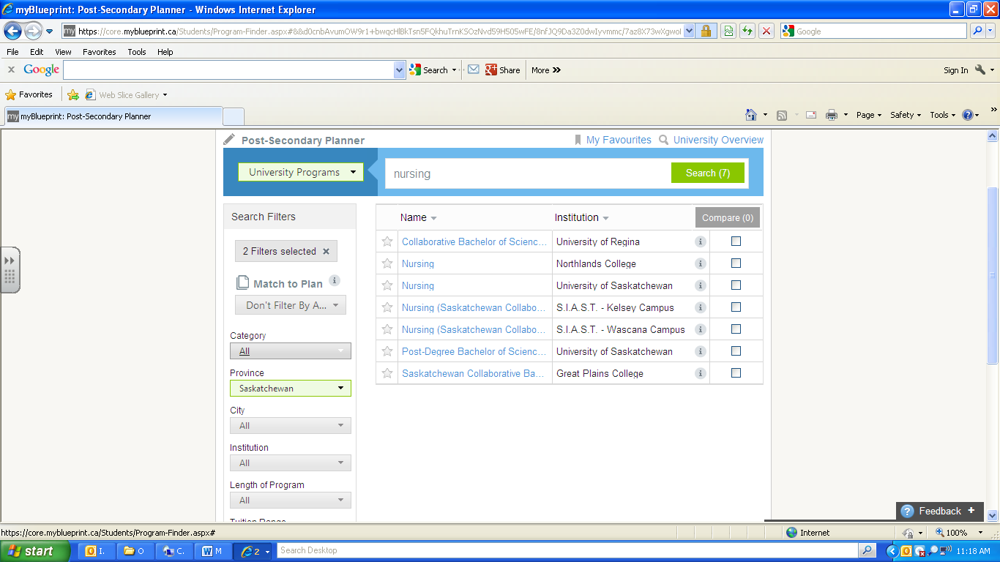 myBlueprint: Post-Secondary Planner - Windows Internet Explorer
my https://core.myblueprint.ca/Students/Program-Finder.aspx#&&d0cnbAvumOW9r1+bwqcHlBkTsn5FQkhuTrnKSOzNvd59H505wFE/8nfJQ9Da3Z0dwIyvmmc/7az8X73wXgwol Google
File Edit View Favorites Tools Help
x Google Search Share More » Sign In
Favorites Web Slice Gallery
my myBlueprint: Post-Secondary Planner Page Safety Tools »
Post-Secondary Planner My Favourites University Overview
University Programs nursing Search (7)
Search Filters Name Institution Compare (0)
2 Filters selected x
Match to Plan i
Don't Filter By A...
Collaborative Bachelor of Scienc... University of Regina i
Nursing Northlands College i
Nursing University of Saskatchewan i
Nursing (Saskatchewan Collabo... S.I.A.S.T. - Kelsey Campus i
Nursing (Saskatchewan Collabo... S.I.A.S.T. - Wascana Campus i
Post-Degree Bachelor of Scienc... University of Saskatchewan i
Saskatchewan Collaborative Ba... Great Plains College i
Category
All
Province
Saskatchewan
City
All
Institution
All
Length of Program
All
Tuition Range
? Feedback +
https://core.myblueprint.ca/Students/Program-Finder.aspx# Internet 100%
start I. O C. M 2 Search Desktop 11:18 AM